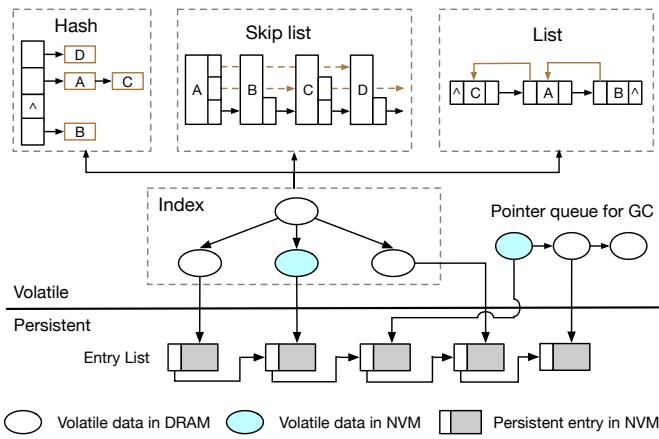 Hash
Skip list
List
D
A C
^
B
A B C D
^ C A B ^
Index
Pointer queue for GC
Volatile
Persistent
Entry List
Volatile data in DRAM Volatile data in NVM Persistent entry in NVM